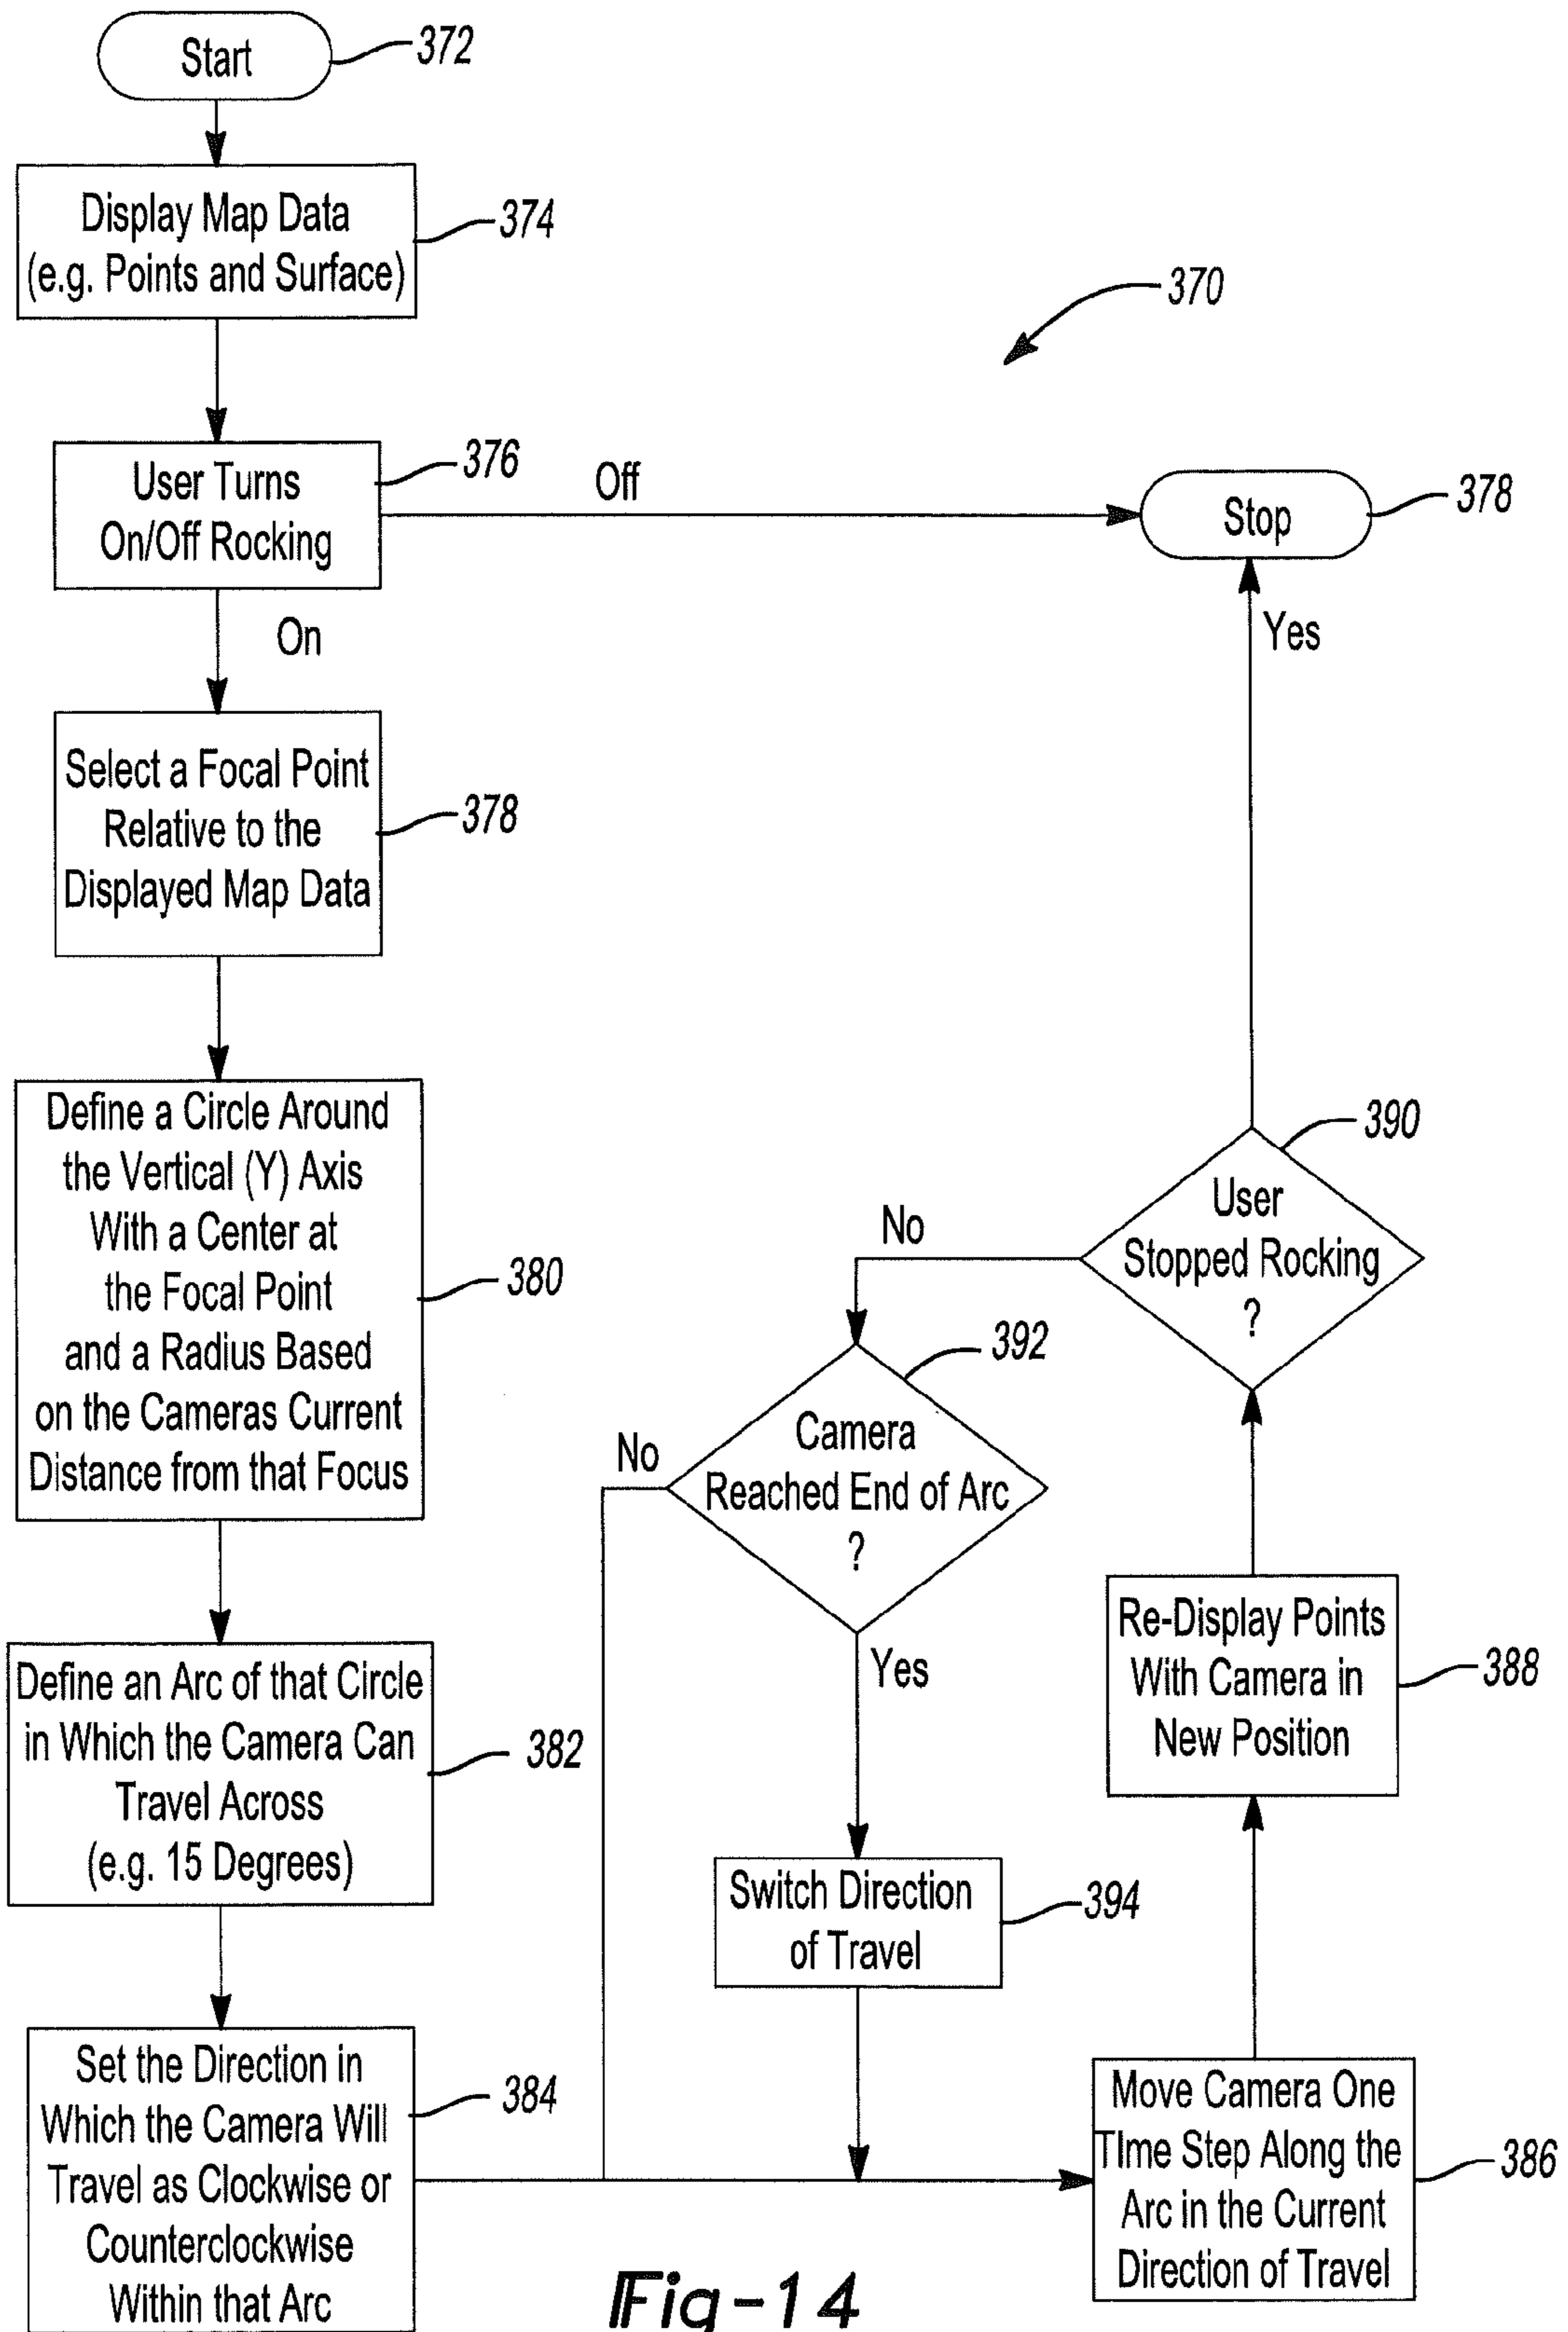 Start
372
Display Map Data
(e.g. Points and Surface)
374
370
User Turns
On/Off Rocking
376
Off
Stop
378
On
Yes
Select a Focal Point
Relative to the
Displayed Map Data
378
Define a Circle Around
the Vertical (Y) Axis
With a Center at
the Focal Point
and a Radius Based
on the Cameras Current
Distance from that Focus
380
390
User
Stopped Rocking
?
No
392
Camera
Reached End of Arc
?
No
Yes
Re-Display Points
With Camera in
New Position
388
Define an Arc of that Circle
in Which the Camera Can
Travel Across
(e.g. 15 Degrees)
382
Switch Direction
of Travel
394
Set the Direction in
Which the Camera Will
Travel as Clockwise or
Counterclockwise
Within that Arc
384
Move Camera One
TIme Step Along the
Arc in the Current
Direction of Travel
386
Fig-14